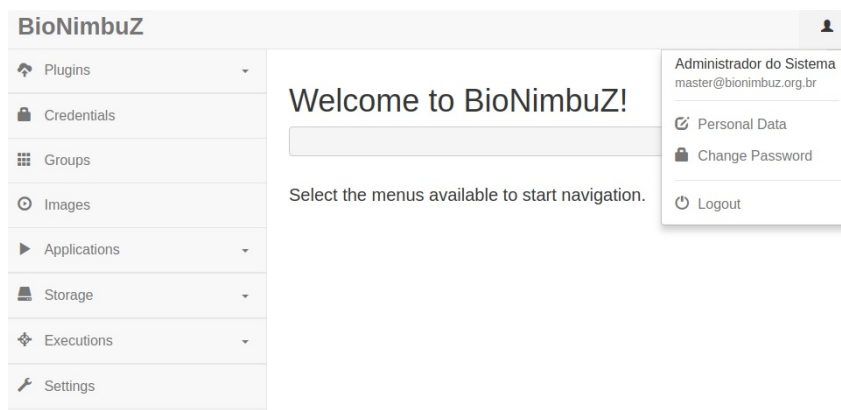 BioNimbuZ
Plugins
Credentials
Groups
Images
Applications
Storage
Executions
Settings
Welcome to BioNimbuZ!
Select the menus available to start navigation.
Administrador do Sistema
master@bionimbuz.org.br
Personal Data
Change Password
Logout